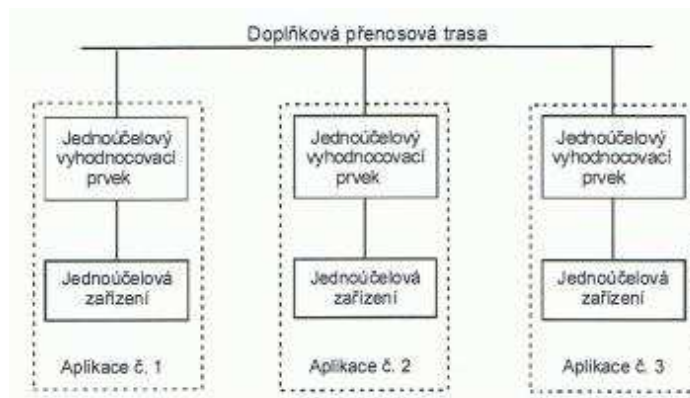 Doplňková přenosová trasa
Jednoúčelový
vyhodnocovací
prvek
Jednoúčelová
zařízení
Aplikace č. 1
Jednoúčelový
vyhodnocovací
prvek
Jednoúčelová
zařízení
Aplikace č. 2
Jednoúčelový
vyhodnocovací
prvek
Jednoúčelová
zařízení
Aplikace č. 3